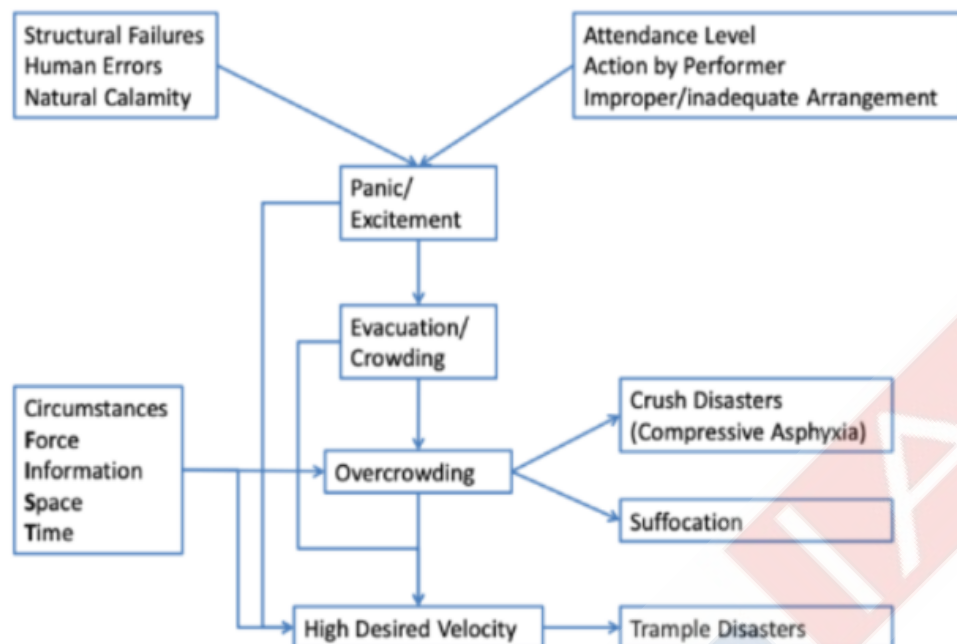 Structural Failures
Human Errors
Natural Calamity
Attendance Level
Action by Performer
Improper/inadequate Arrangement
Panic/
Excitement
Evacuation/
Crowding
Circumstances
Force
Information
Space
Time
Overcrowding
Crush Disasters
(Compressive Asphyxia)
Suffocation
High Desired Velocity
Trample Disasters
IA